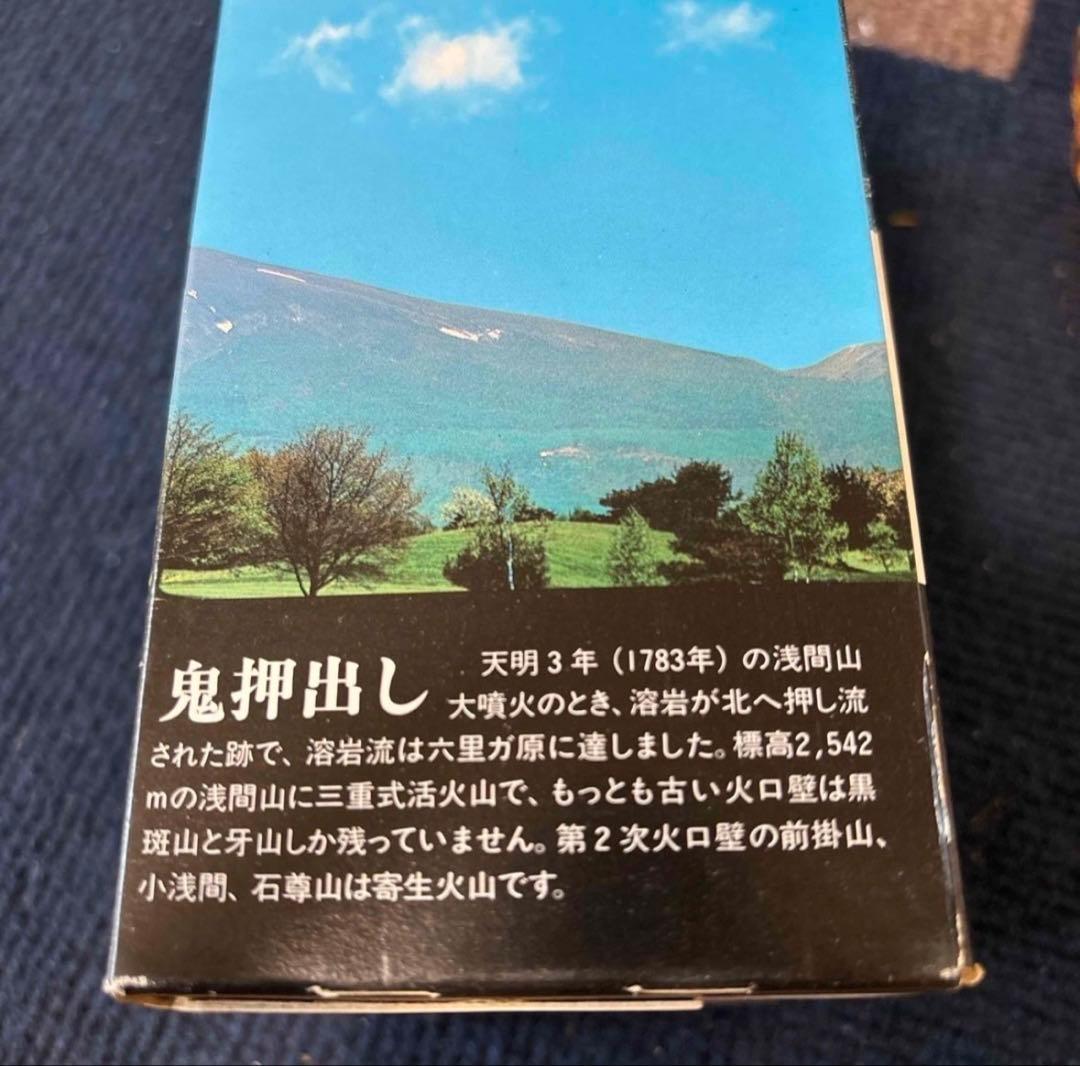 鬼押出し
天明3年(1783年)の浅間山
大噴火のとき、溶岩が北へ押し流
された跡で、溶岩流は六里ガ原に達しました。標高2,542
mの浅間山に三重式活火山で、もっとも古い火口壁は黒
斑山と牙山しか残っていません。第2次火口壁の前掛山、
小浅間、石尊山は寄生火山です。